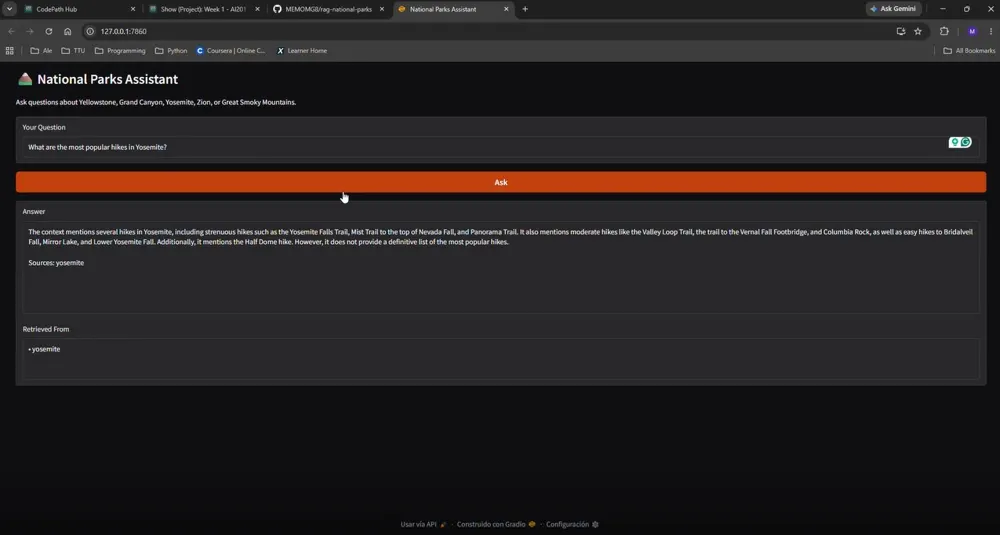 CodePath Hub
Show (Project): Week 1 - AI201
MEMOMG8/rag-national-parks
National Parks Assistant
Ask Gemini
127.0.0.1:7860
M
Ale
TTU
Programming
Python
Coursera | Online C...
Learner Home
All Bookmarks
National Parks Assistant
Ask questions about Yellowstone, Grand Canyon, Yosemite, Zion, or Great Smoky Mountains.
Your Question
What are the most popular hikes in Yosemite?
Ask
Answer
The context mentions several hikes in Yosemite, including strenuous hikes such as the Yosemite Falls Trail, Mist Trail to the top of Nevada Fall, and Panorama Trail. It also mentions moderate hikes like the Valley Loop Trail, the trail to the Vernal Fall Footbridge, and Columbia Rock, as well as easy hikes to Bridalveil
Fall, Mirror Lake, and Lower Yosemite Fall. Additionally, it mentions the Half Dome hike. However, it does not provide a definitive list of the most popular hikes.
Sources: yosemite
Retrieved From
• yosemite
Usar vía API · Construido con Gradio · Configuración